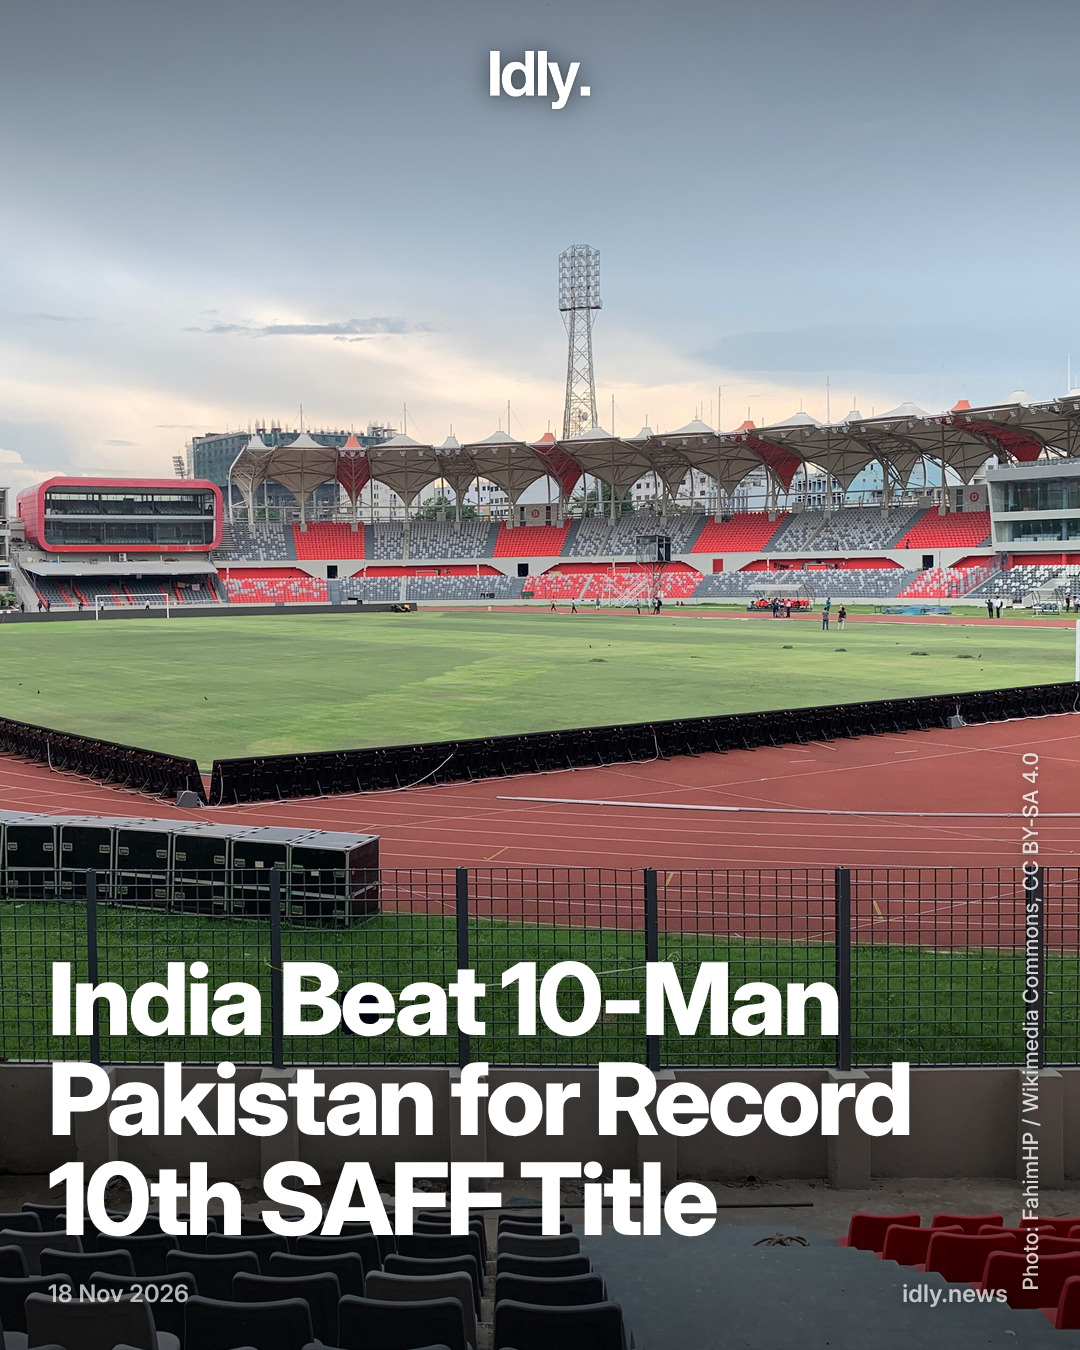 Idly.
India Beat 10-Man
Pakistan for Record
10th SAFF Title
18 Nov 2026
idly.news
Photo: FahimHP / Wikimedia Commons, CC BY-SA 4.0